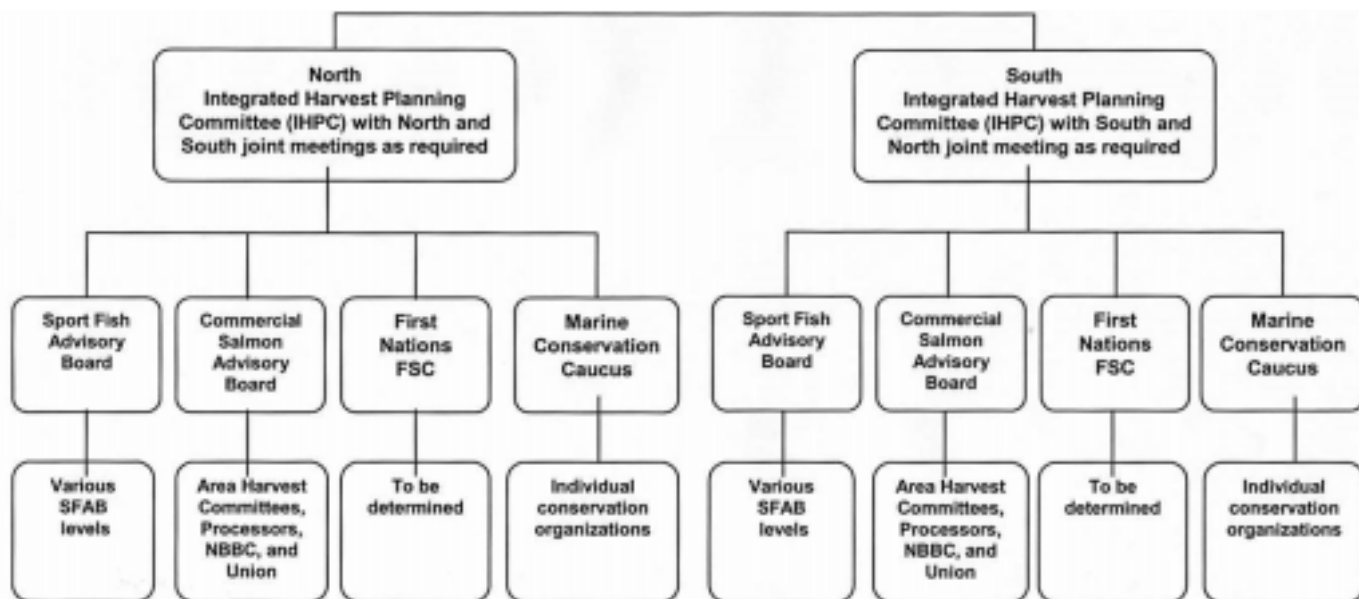 North
Integrated Harvest Planning
Committee (IHPC) with North and
South joint meetings as required
South
Integrated Harvest Planning
Committee (IHPC) with South and
North joint meeting as required
Sport Fish
Advisory
Board
Commercial
Salmon
Advisory
Board
First
Nations
FSC
Marine
Conservation
Caucus
Sport Fish
Advisory
Board
Commercial
Salmon
Advisory
Board
First
Nations
FSC
Marine
Conservation
Caucus
Various
SFAB
levels
Area Harvest
Committees,
Processors,
NBBC, and
Union
To be
determined
Individual
conservation
organizations
Various
SFAB
levels
Area Harvest
Committees,
Processors,
NBBC, and
Union
To be
determined
Individual
conservation
organizations